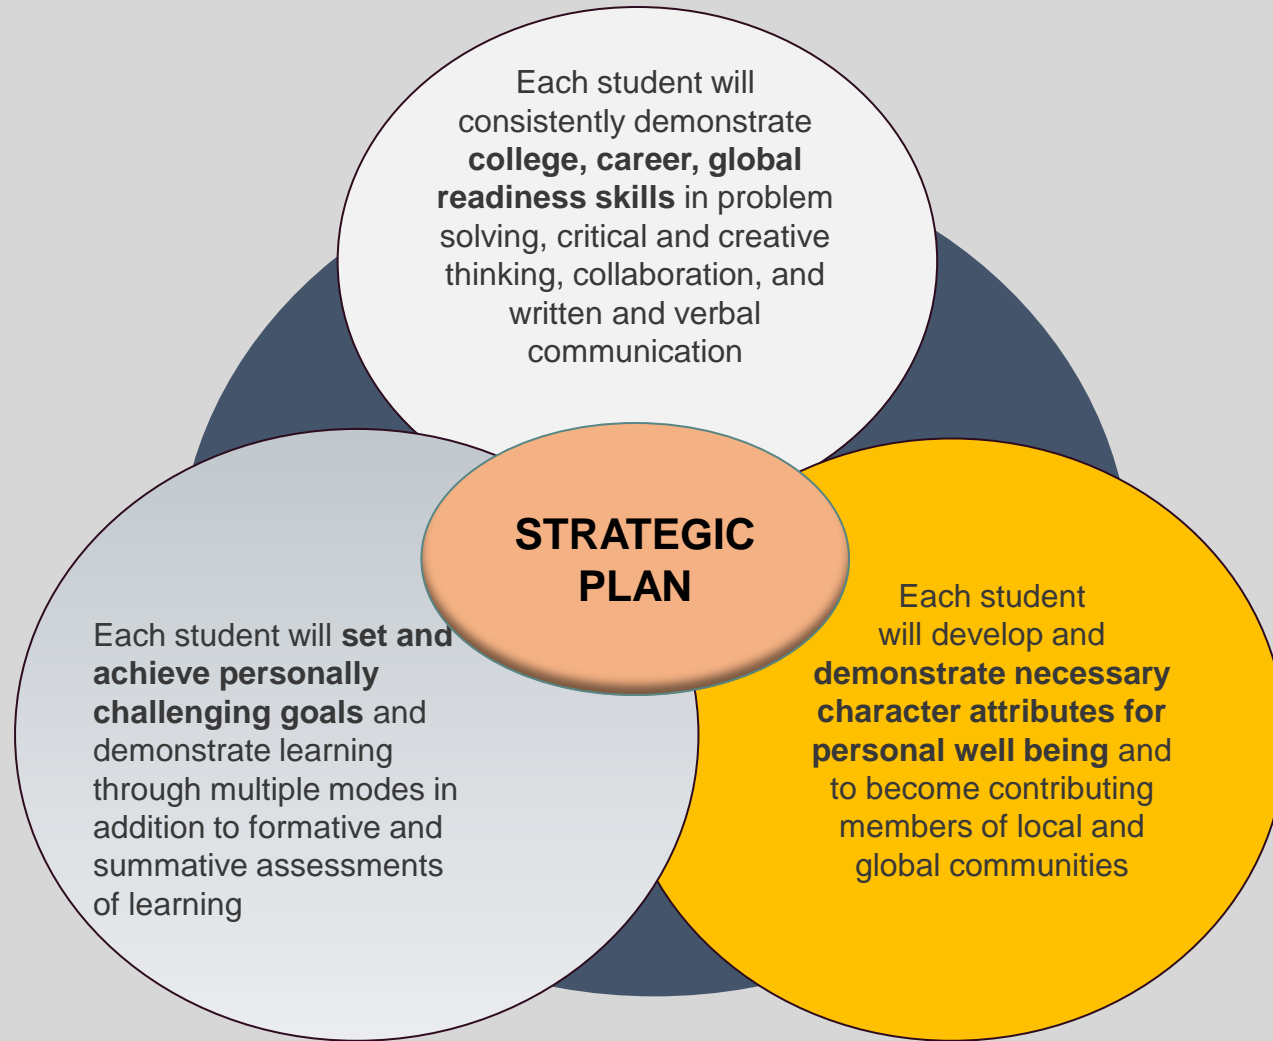 Each student will
consistently demonstrate
college, career, global
readiness skills in problem
solving, critical and creative
thinking, collaboration, and
written and verbal
communication
STRATEGIC
PLAN
Each student will set and
achieve personally
challenging goals and
demonstrate learning
through multiple modes in
addition to formative and
summative assessments
of learning
Each student
will develop and
demonstrate necessary
character attributes for
personal well being and
to become contributing
members of local and
global communities